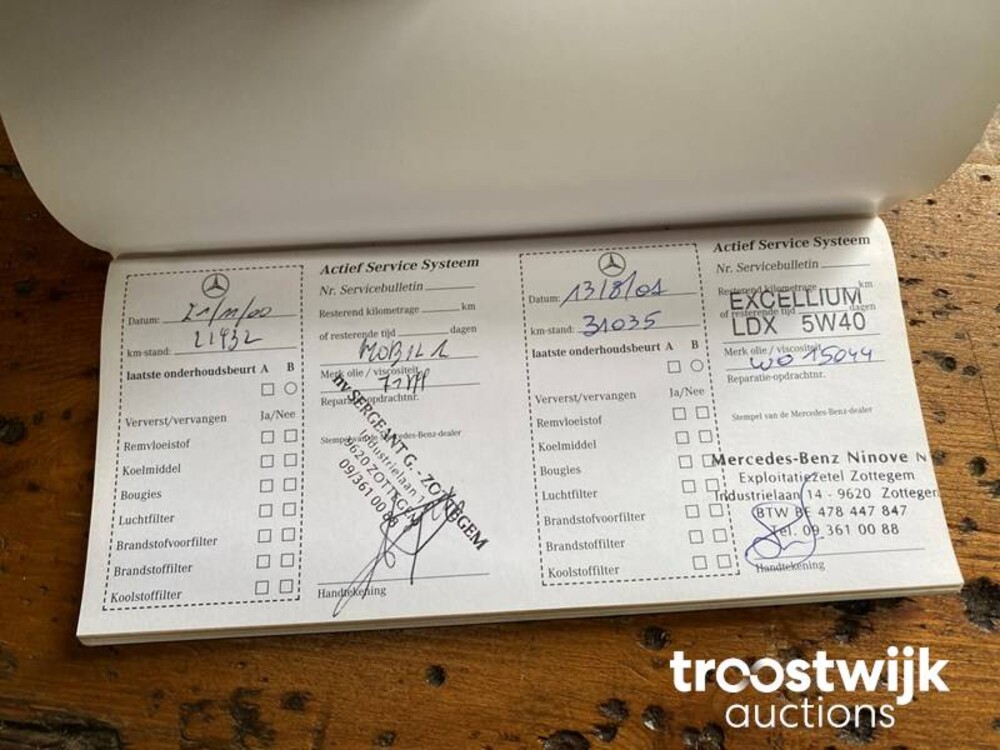 Datum: 21/11/00
km-stand: 21932
laatste onderhoudsbeurt A B
Ververst/vervangen Ja/Nee
Remvloeistof
Koelmiddel
Bougies
Luchtfilter
Brandstofvoorfilter
Brandstoffilter
Koolstoffilter
Actief Service Systeem
Nr. Servicebulletin
Resterend kilometrage km
of resterende tijd dagen
MOBIL 1
Merk olie / viscositeit
Reparatie-opdrachtnr.
Stempel van de Mercedes-Benz-dealer
nv SERGEANT G. - ZOTTEGEM
Industrielaan
9620 ZOTTEGEM
09/361 00 88
Handtekening
Datum: 13/8/01
km-stand: 31035
laatste onderhoudsbeurt A B
Ververst/vervangen Ja/Nee
Remvloeistof
Koelmiddel
Bougies
Luchtfilter
Brandstofvoorfilter
Brandstoffilter
Koolstoffilter
Actief Service Systeem
Nr. Servicebulletin
Resterend kilometrage km
EXCELLIUM
of resterende tijd dagen
LDX 5W40
Merk olie / viscositeit
WO 15044
Reparatie-opdrachtnr.
Stempel van de Mercedes-Benz-dealer
Mercedes-Benz Ninove N
Exploitatiezetel Zottegem
Industrielaan 14 - 9620 Zottegem
BTW BE 478 447 847
Tel. 09 361 00 88
Handtekening
troostwijk
auctions